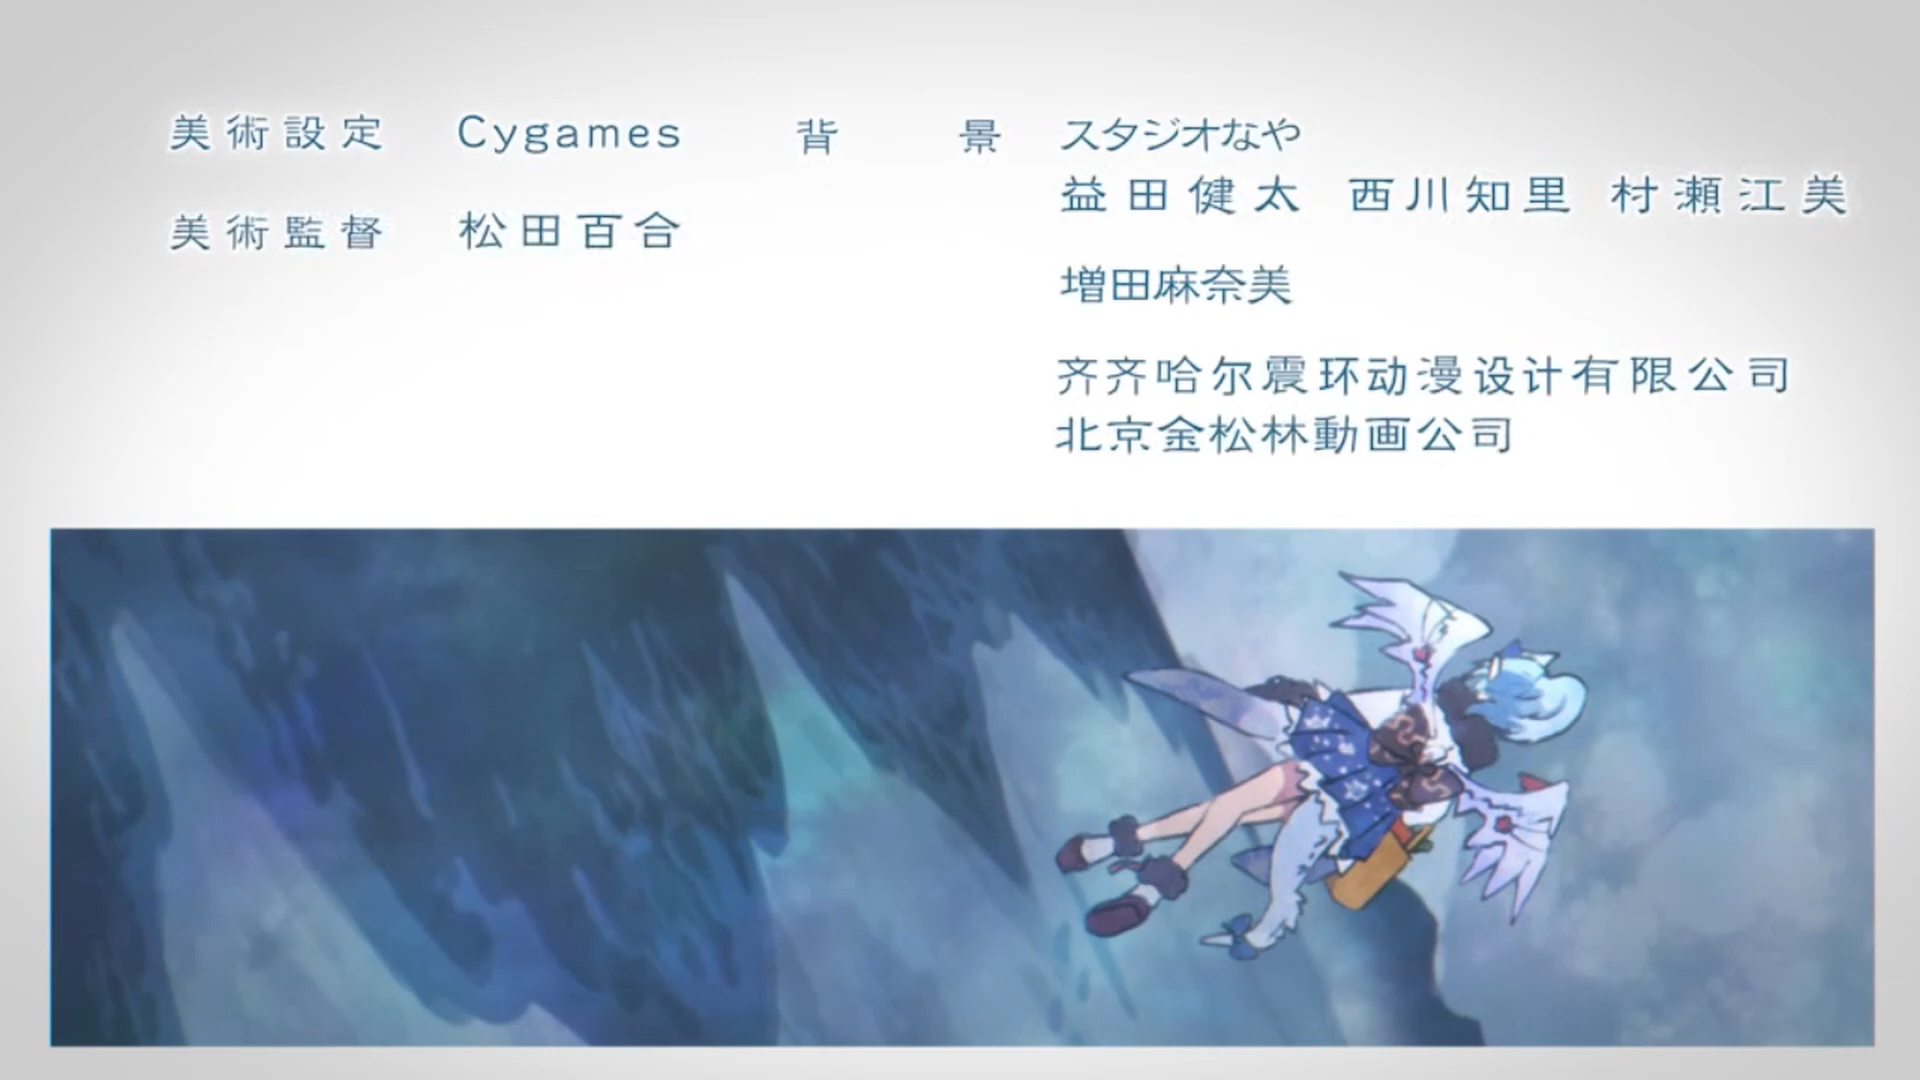 美術設定 Cygames
美術監督 松田百合
背景 スタジオなや
益田健太 西川知里 村瀬江美
増田麻奈美
齐齐哈尔震环动漫设计有限公司
北京金松林動画公司